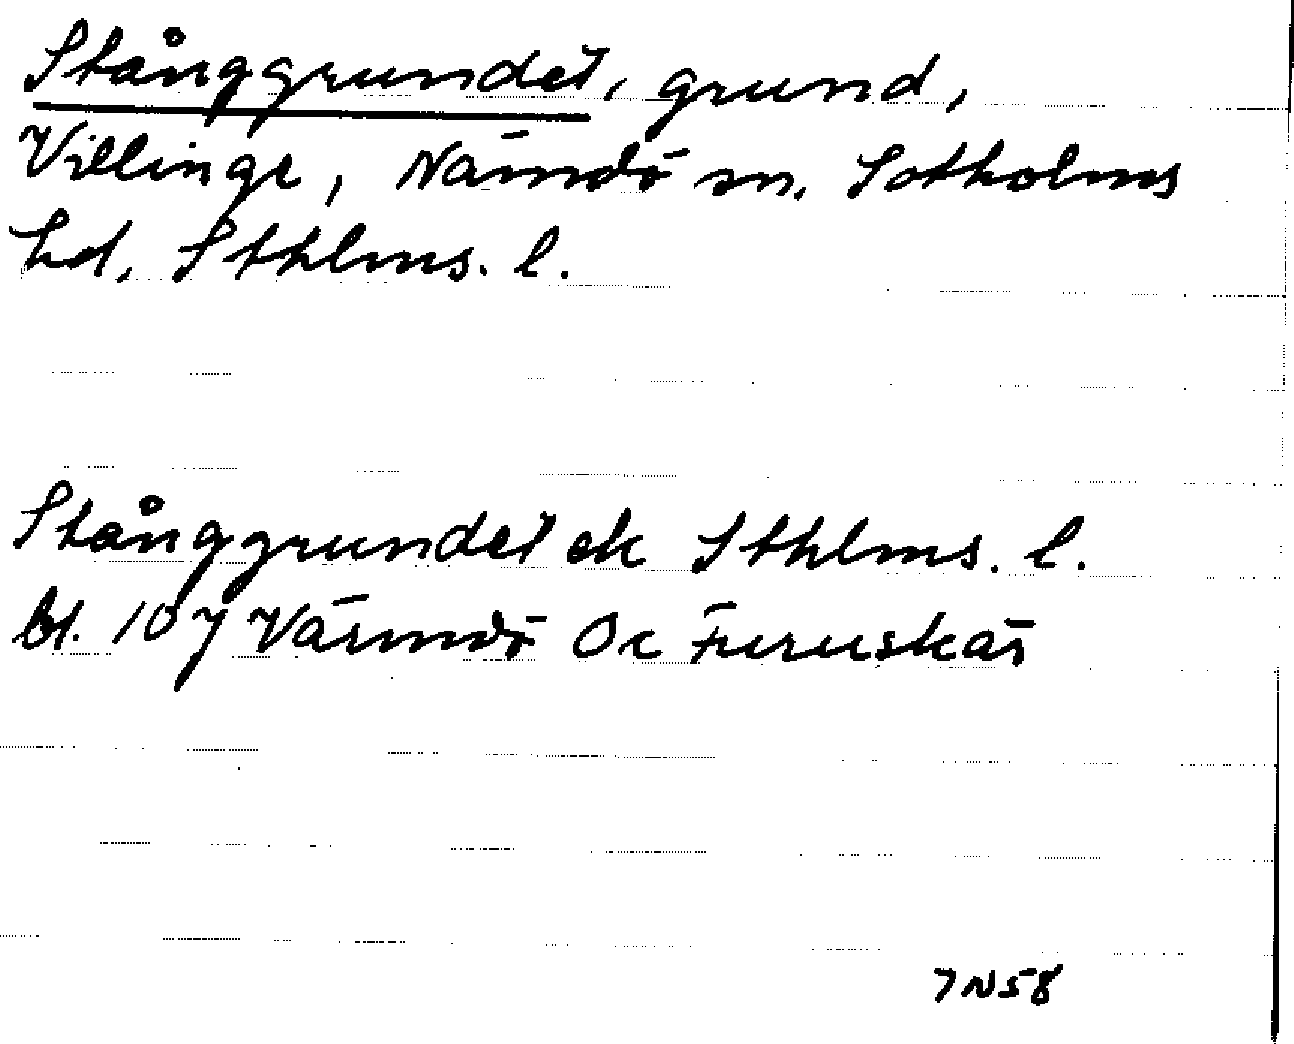 Stånggrundet, grund,
Villinge, Nämdö sn. Sotholms
hd, Sthlms. l.
Stånggrundet ek Sthlms. l.
bl. 107 Värmdö Oc Furuskär
7N58